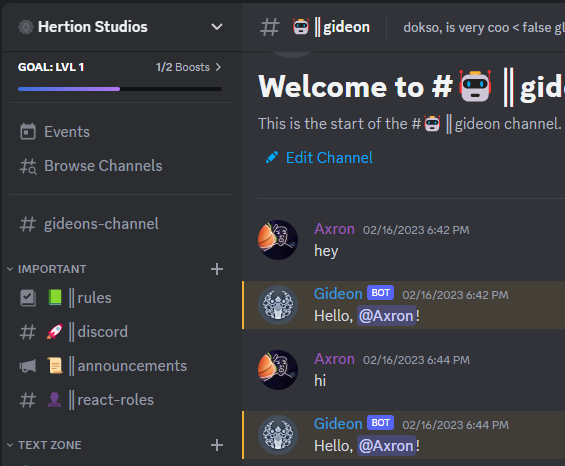 Hertion Studios
GOAL: LVL 1
1/2 Boosts
Events
Browse Channels
gideons-channel
IMPORTANT
rules
discord
announcements
react-roles
TEXT ZONE
# 🤖║gideon
dokso, is very coo < false gl
Welcome to #🤖║gid
This is the start of the #🤖║gideon channel.
Edit Channel
Axron 02/16/2023 6:42 PM
hey
Gideon BOT 02/16/2023 6:42 PM
Hello, @Axron!
Axron 02/16/2023 6:44 PM
hi
Gideon BOT 02/16/2023 6:44 PM
Hello, @Axron!